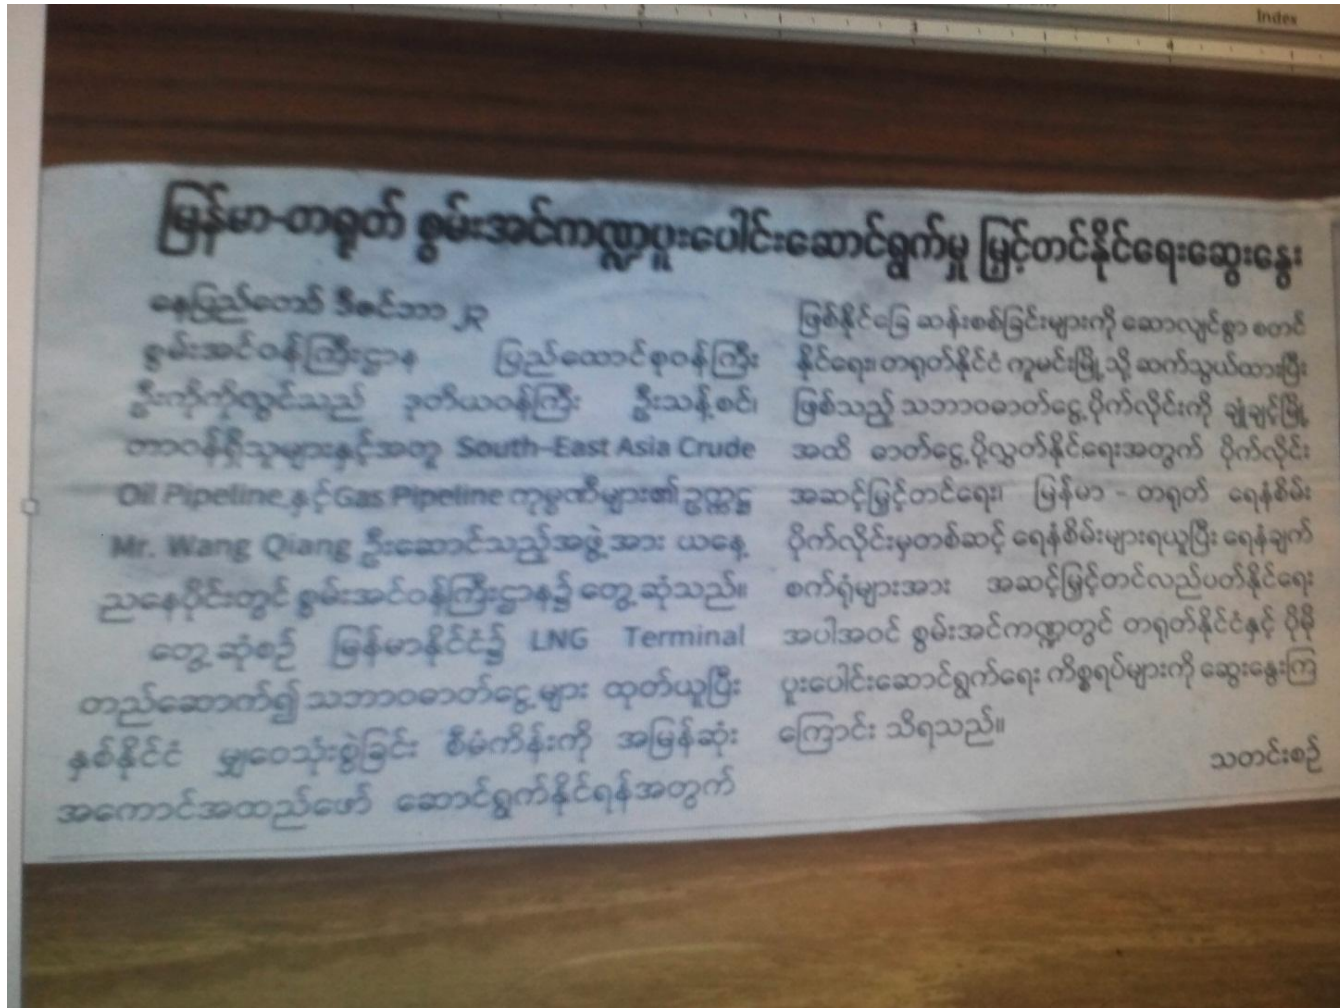 Index
2
3
4
မြန်မာ-တရုတ် စွမ်းအင်ကဏ္ဍပူးပေါင်းဆောင်ရွက်မှု မြှင့်တင်နိုင်ရေးဆွေးနွေး
နေပြည်တော် ဒီဇင်ဘာ ၂၃
စွမ်းအင်ဝန်ကြီးဌာန ပြည်ထောင်စုဝန်ကြီး
ဦးကိုကိုလွင်သည် ဒုတိယဝန်ကြီး ဦးသန့်စင်၊
တာဝန်ရှိသူများနှင့်အတူ South-East Asia Crude
Oil Pipeline နှင့် Gas Pipeline ကုမ္ပဏီများ၏ ဥက္ကဋ္ဌ
Mr. Wang Qiang ဦးဆောင်သည့်အဖွဲ့အား ယနေ့
ညနေပိုင်းတွင် စွမ်းအင်ဝန်ကြီးဌာန၌ တွေ့ဆုံသည်။
တွေ့ဆုံစဉ် မြန်မာနိုင်ငံ၌ LNG Terminal
တည်ဆောက်၍ သဘာဝဓာတ်ငွေ့များ ထုတ်ယူပြီး
နှစ်နိုင်ငံ မျှဝေသုံးစွဲခြင်း စီမံကိန်းကို အမြန်ဆုံး
အကောင်အထည်ဖော် ဆောင်ရွက်နိုင်ရန်အတွက်
ဖြစ်နိုင်ခြေ ဆန်းစစ်ခြင်းများကို ဆောလျင်စွာ စတင်
နိုင်ရေး၊ တရုတ်နိုင်ငံ ကူမင်းမြို့သို့ ဆက်သွယ်ထားပြီး
ဖြစ်သည့် သဘာဝဓာတ်ငွေ့ပိုက်လိုင်းကို ချုံချင့်မြို့
အထိ ဓာတ်ငွေ့ပို့လွှတ်နိုင်ရေးအတွက် ပိုက်လိုင်း
အဆင့်မြှင့်တင်ရေး၊ မြန်မာ - တရုတ် ရေနံစိမ်း
ပိုက်လိုင်းမှတစ်ဆင့် ရေနံစိမ်းများရယူပြီး ရေနံချက်
စက်ရုံများအား အဆင့်မြှင့်တင်လည်ပတ်နိုင်ရေး
အပါအဝင် စွမ်းအင်ကဏ္ဍတွင် တရုတ်နိုင်ငံနှင့် ပိုမို
ပူးပေါင်းဆောင်ရွက်ရေး ကိစ္စရပ်များကို ဆွေးနွေးကြ
ကြောင်း သိရသည်။
သတင်းစဉ်